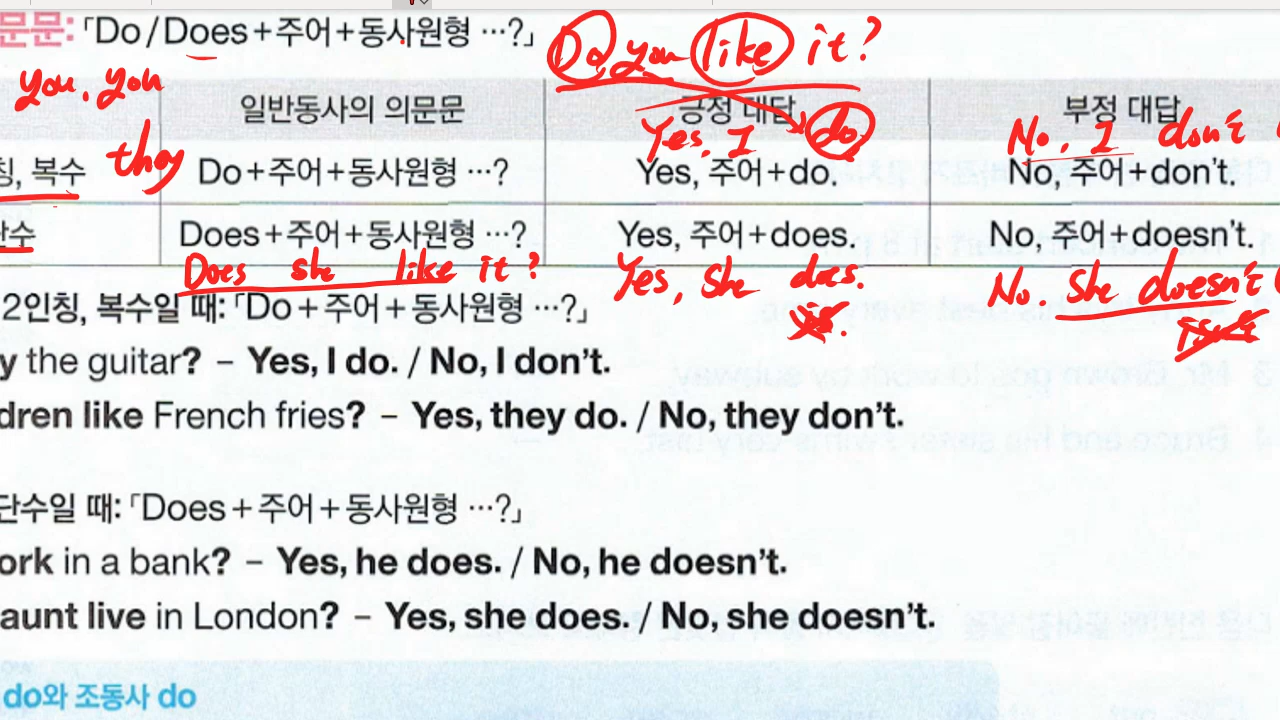 문문: 「Do / Does + 주어 + 동사원형 …?」 Do you like it?
you, you
일반동사의 의문문 긍정 대답 부정 대답
they Yes, I do No, I don't
칭, 복수 Do + 주어 + 동사원형 …? Yes, 주어 + do. No, 주어 + don't.
단수 Does + 주어 + 동사원형 …? Yes, 주어 + does. No, 주어 + doesn't.
Does she like it? Yes, she does. No, she doesn't
2인칭, 복수일 때: 「Do + 주어 + 동사원형 …?」
y the guitar? – Yes, I do. / No, I don't.
dren like French fries? – Yes, they do. / No, they don't.
단수일 때: 「Does + 주어 + 동사원형 …?」
ork in a bank? – Yes, he does. / No, he doesn't.
aunt live in London? – Yes, she does. / No, she doesn't.
do와 조동사 do